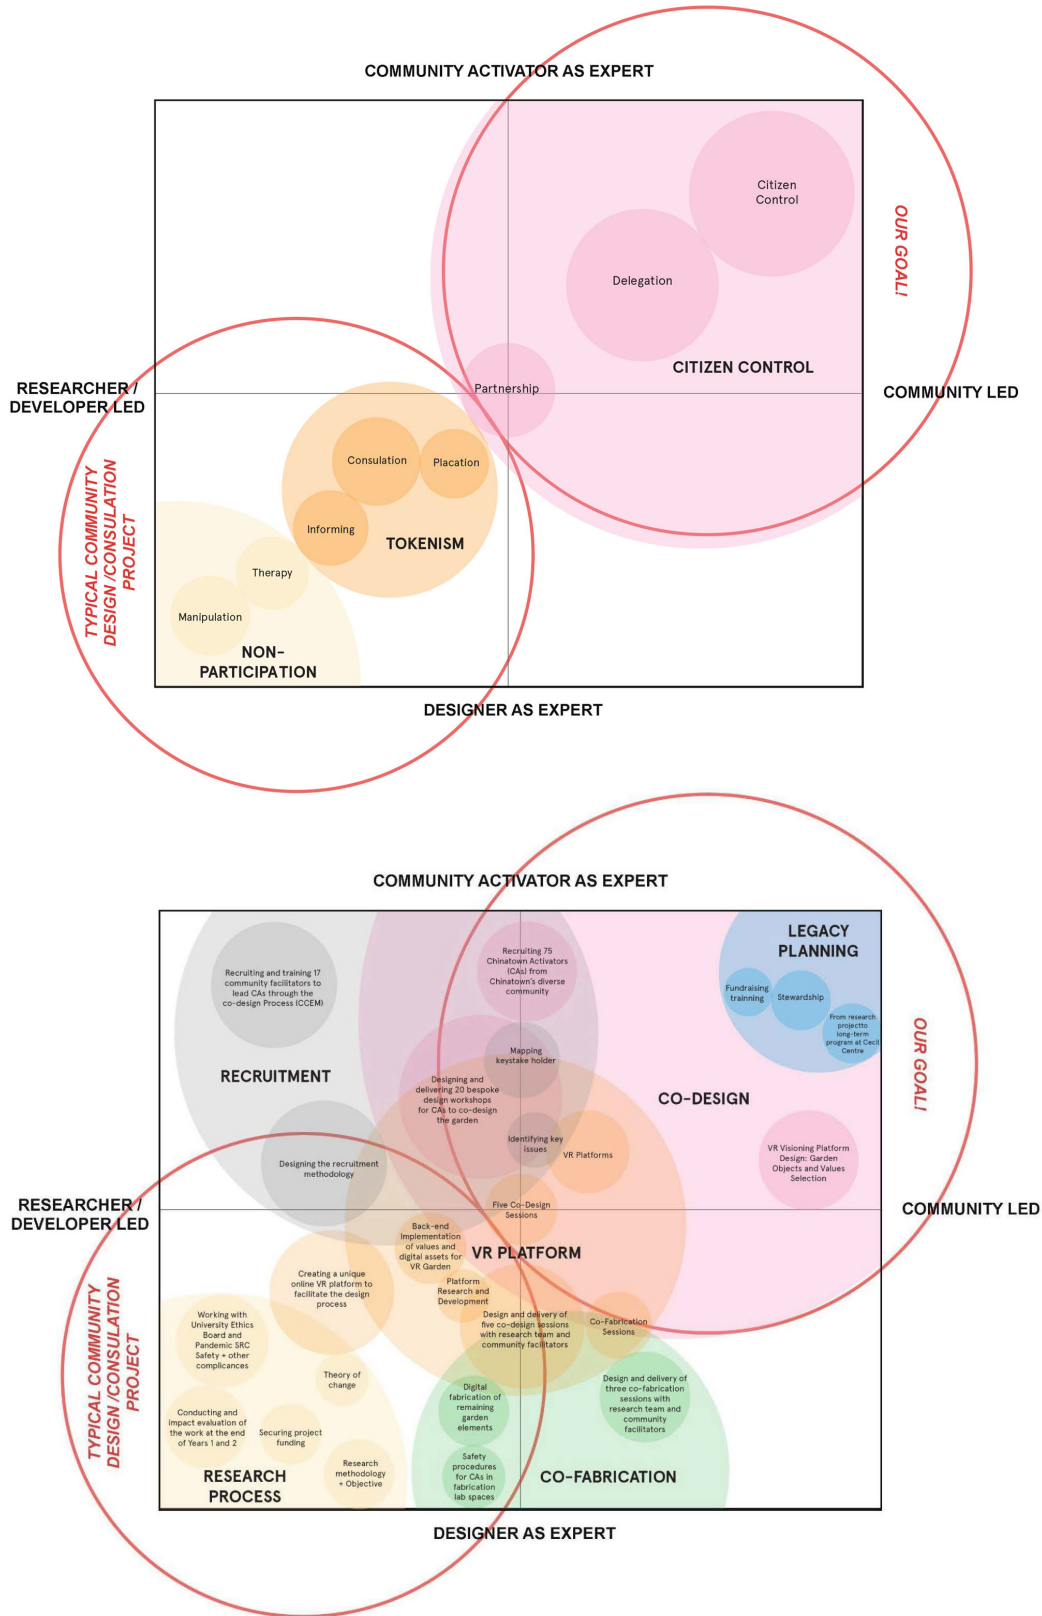 COMMUNITY ACTIVATOR AS EXPERT
Citizen
Control
OUR GOAL!
Delegation
CITIZEN CONTROL
Partnership
RESEARCHER /
DEVELOPER LED
COMMUNITY LED
Consulation
Placation
TYPICAL COMMUNITY
DESIGN /CONSULATION
PROJECT
Informing
TOKENISM
Therapy
Manipulation
NON-
PARTICIPATION
DESIGNER AS EXPERT
COMMUNITY ACTIVATOR AS EXPERT
LEGACY
PLANNING
Recruiting 75
Chinatown Activators
(CAs) from
Chinatown's diverse
community
Recruiting and training 17
community facilitators to
lead CAs through the
co-design Process (CCEM)
Fundraising
trainning
Stewardship
From research
projectto
long-term
program at Cecil
Centre
OUR GOAL!
Mapping
keystake holder
RECRUITMENT
Designing and
delivering 20 bespoke
design workshops
for CAs to co-design
the garden
CO-DESIGN
Identifying key
issues
VR Platforms
VR Visioning Platform
Design: Garden
Objects and Values
Selection
Designing the recruitment
methodology
RESEARCHER /
DEVELOPER LED
COMMUNITY LED
Five Co-Design
Sessions
Back-end
Implementation
of values and
digital assets for
VR Garden
VR PLATFORM
Creating a unique
online VR platform to
facilitate the design
process
Platform
Research and
Development
TYPICAL COMMUNITY
DESIGN /CONSULATION
PROJECT
Working with
University Ethics
Board and
Pandemic SRC
Safety + other
complicances
Design and delivery of
five co-design sessions
with research team and
community facilitators
Co-Fabrication
Sessions
Theory of
change
Digital
fabrication of
remaining
garden
elements
Design and delivery of
three co-fabrication
sessions with
research team and
community
facilitators
Conducting and
impact evaluation of
the work at the end
of Years 1 and 2
Securing project
funding
Research
methodology
+ Objective
Safety
procedures
for CAs in
fabrication
lab spaces
RESEARCH
PROCESS
CO-FABRICATION
DESIGNER AS EXPERT